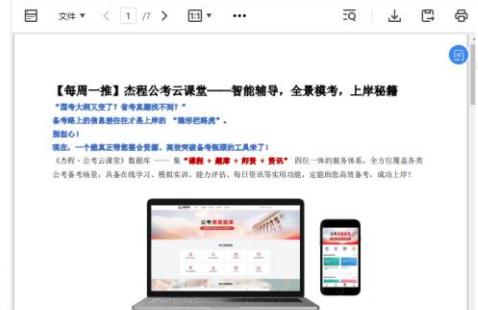 文件
1 /7
1:1
【每周一推】杰程公考云课堂——智能辅导，全景模考，上岸秘籍
“国考大纲又变了？省考真题找不到？”
备考路上的信息差往往才是上岸的“隐形拦路虎”。
别担心！
现在，一个能真正帮您整合资源、高效突破备考瓶颈的工具来了！
《杰程·公考云课堂》数据库 —— 集“课程 + 题库 + 师资 + 资讯”四位一体的服务体系，全方位覆盖各类
公考备考场景，具备在线学习、模拟实训、能力评估、每日资讯等实用功能，定能助您高效备考，成功上岸！